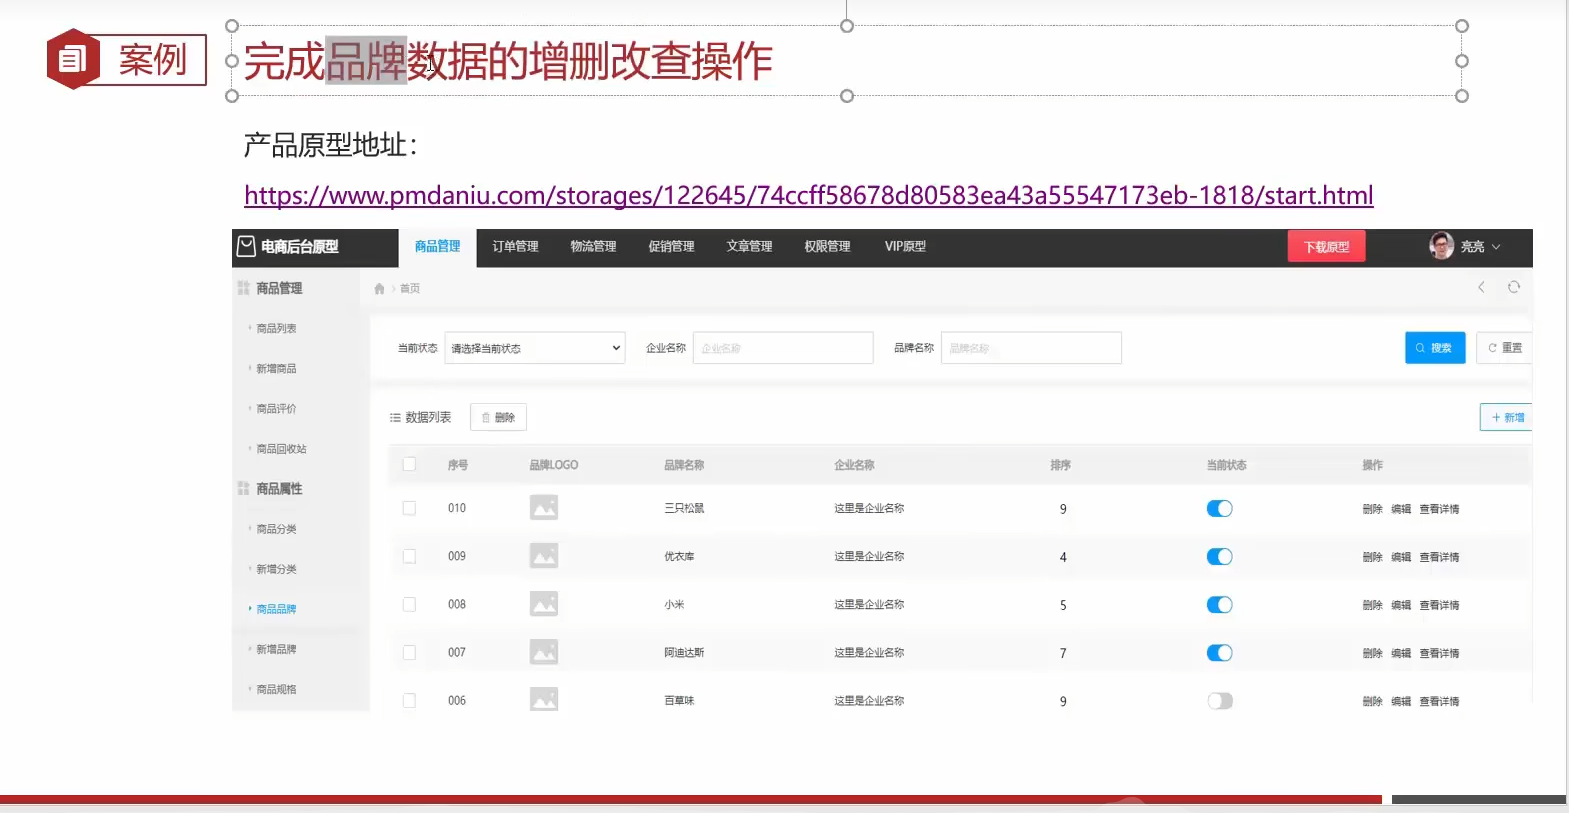 案例
完成品牌数据的增删改查操作
产品原型地址：
https://www.pmdaniu.com/storages/122645/74ccff58678d80583ea43a55547173eb-1818/start.html
电商后台原型 商品管理 订单管理 物流管理 促销管理 文章管理 权限管理 VIP原型 下载原型 亮亮
商品管理 首页
商品列表
当前状态 请选择当前状态 企业名称 企业名称 品牌名称 品牌名称 搜索 重置
新增商品
商品评价
数据列表 删除 + 新增
商品回收站
序号 品牌LOGO 品牌名称 企业名称 排序 当前状态 操作
商品属性
010 三只松鼠 这里是企业名称 9 删除 编辑 查看详情
商品分类
009 优衣库 这里是企业名称 4 删除 编辑 查看详情
新增分类
008 小米 这里是企业名称 5 删除 编辑 查看详情
商品品牌
新增品牌
007 阿迪达斯 这里是企业名称 7 删除 编辑 查看详情
商品规格
006 百草味 这里是企业名称 9 删除 编辑 查看详情